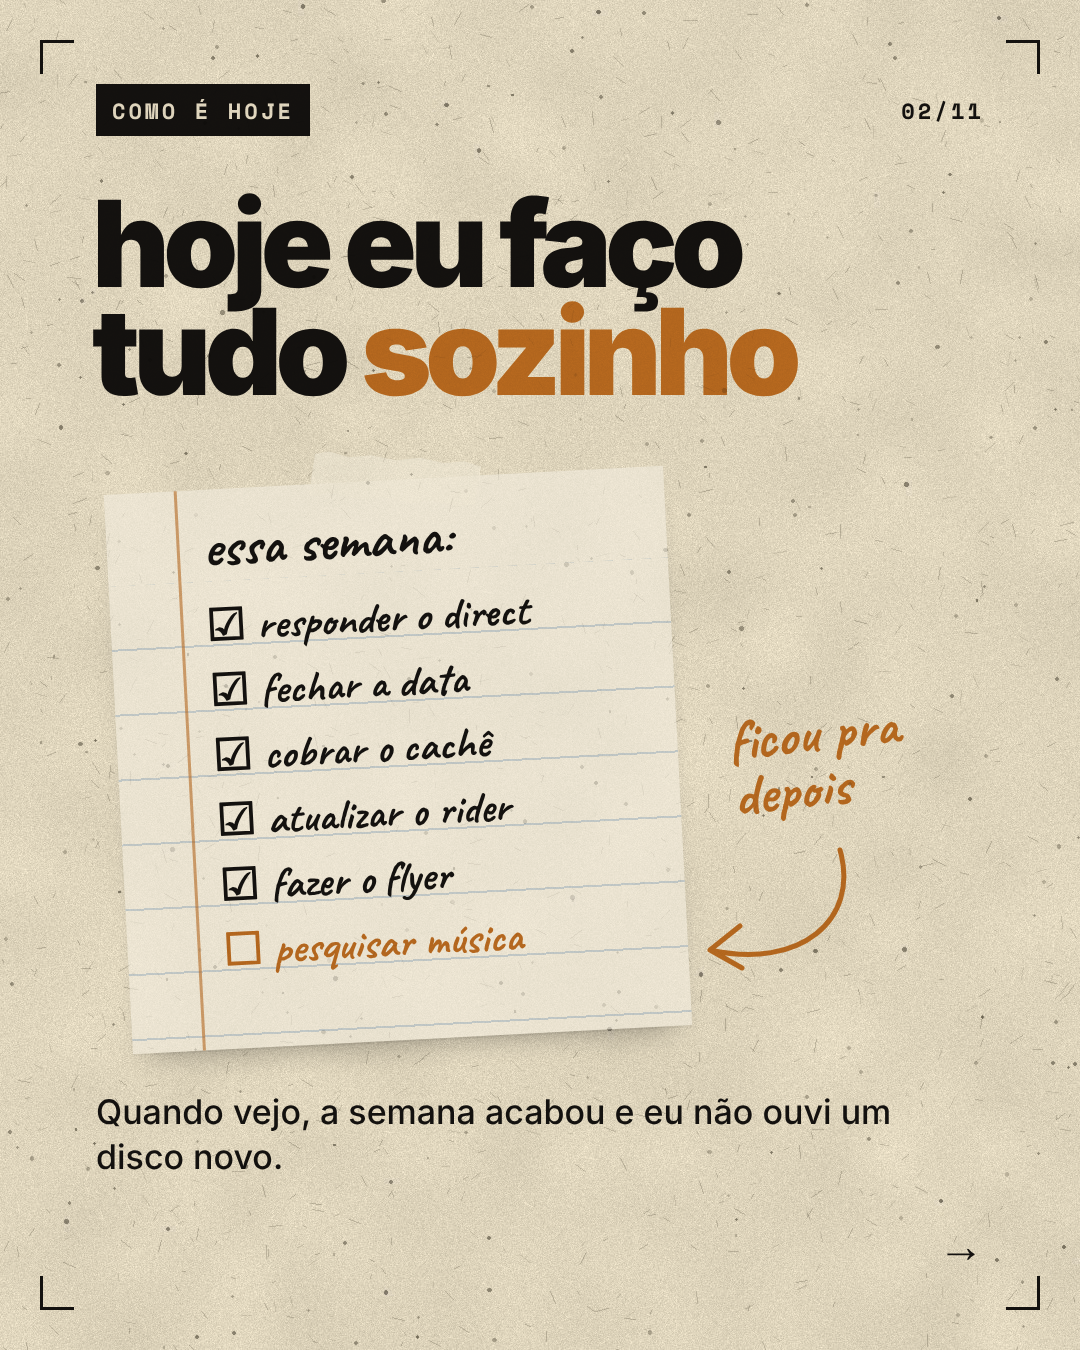 COMO É HOJE
02/11
hoje eu faço
tudo sozinho
essa semana:
responder o direct
fechar a data
cobrar o cachê
atualizar o rider
fazer o flyer
pesquisar música
ficou pra
depois
Quando vejo, a semana acabou e eu não ouvi um
disco novo.
→